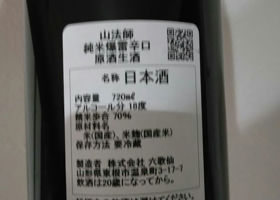 山法師
純米爆雷辛口
原酒生酒
名称 日本酒
内容量 720mℓ
アルコール分 18度
精米歩合 70%
原材料名
米(国産米)、米麹(国産米)
保存方法 要冷蔵
製造者 株式会社 六歌仙
山形県東根市温泉町3-17-7
飲酒は20歳になってから。